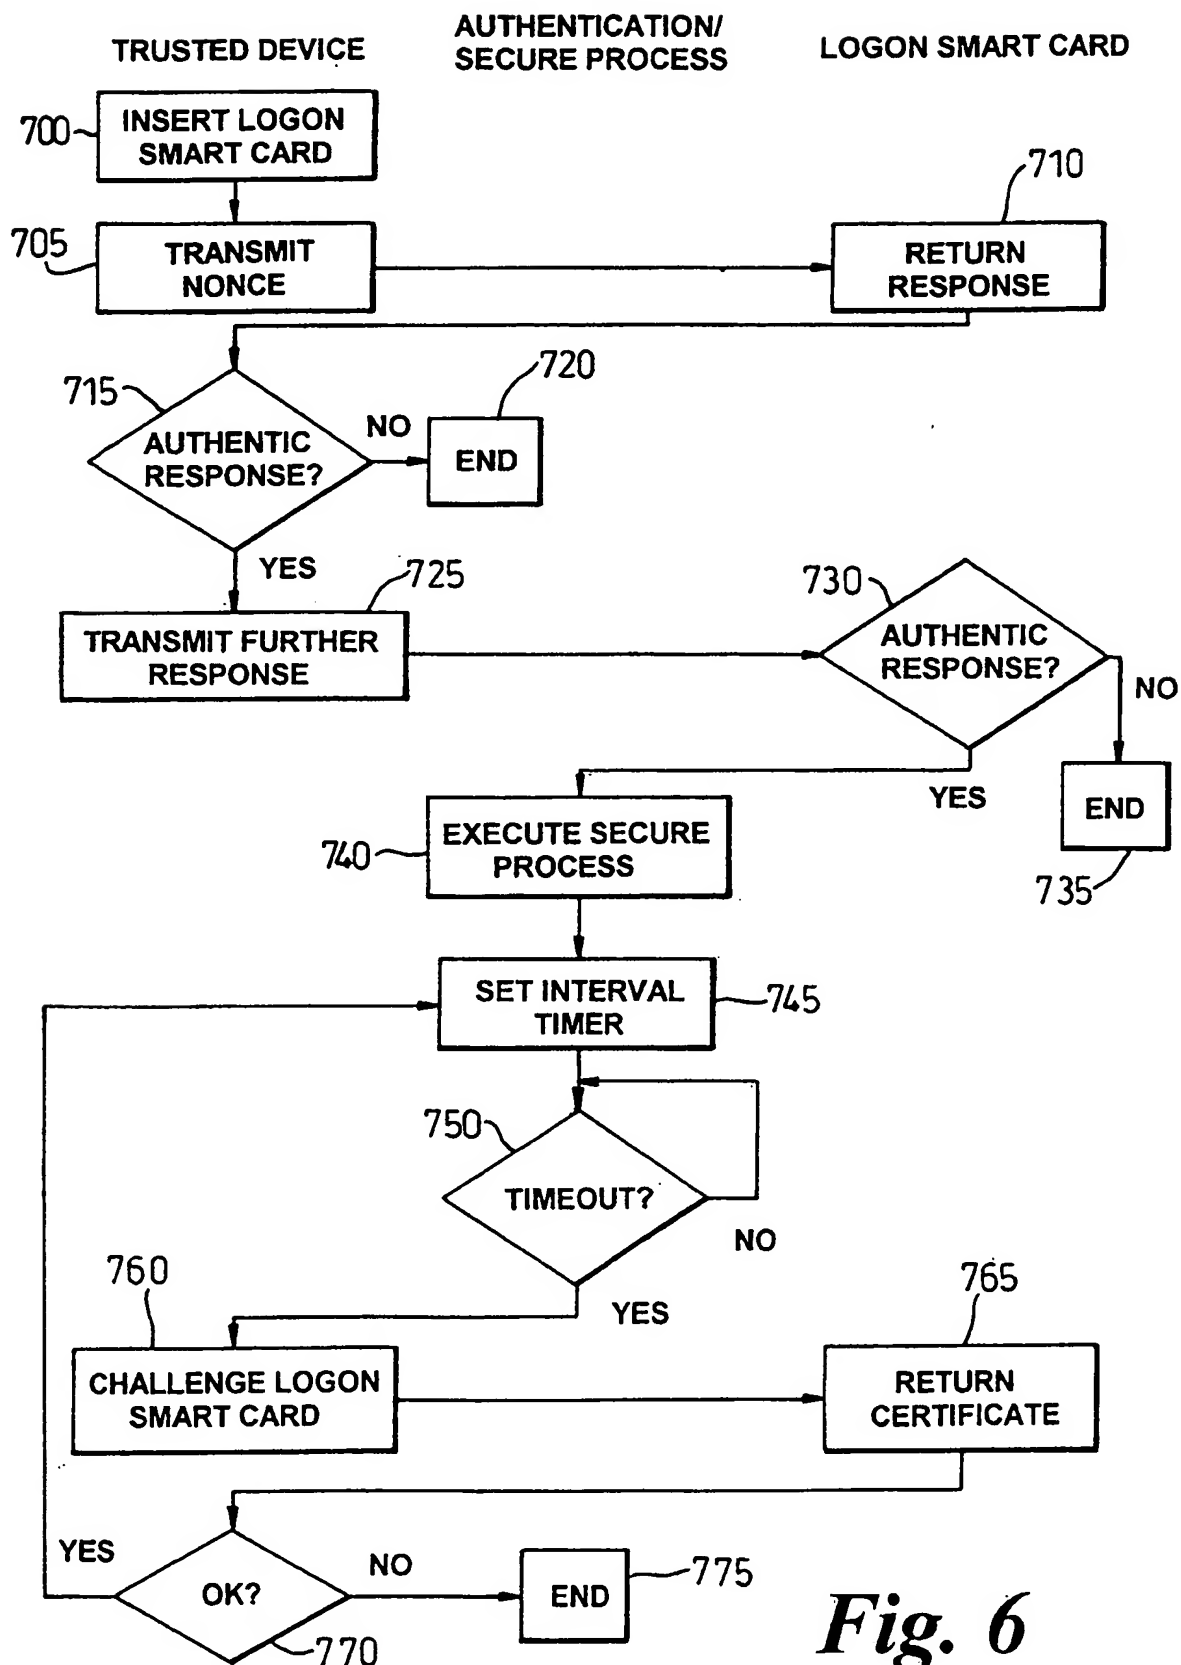 TRUSTED DEVICE
AUTHENTICATION/
SECURE PROCESS
LOGON SMART CARD
700
INSERT LOGON
SMART CARD
710
705
TRANSMIT
NONCE
RETURN
RESPONSE
715
720
AUTHENTIC
RESPONSE?
NO
END
YES
725
730
TRANSMIT FURTHER
RESPONSE
AUTHENTIC
RESPONSE?
NO
YES
END
735
740
EXECUTE SECURE
PROCESS
SET INTERVAL
TIMER
745
750
TIMEOUT?
NO
YES
760
765
CHALLENGE LOGON
SMART CARD
RETURN
CERTIFICATE
YES
OK?
NO
END
775
770
Fig. 6